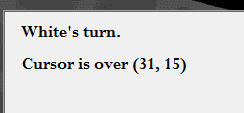 White's turn.
Cursor is over (31, 15)